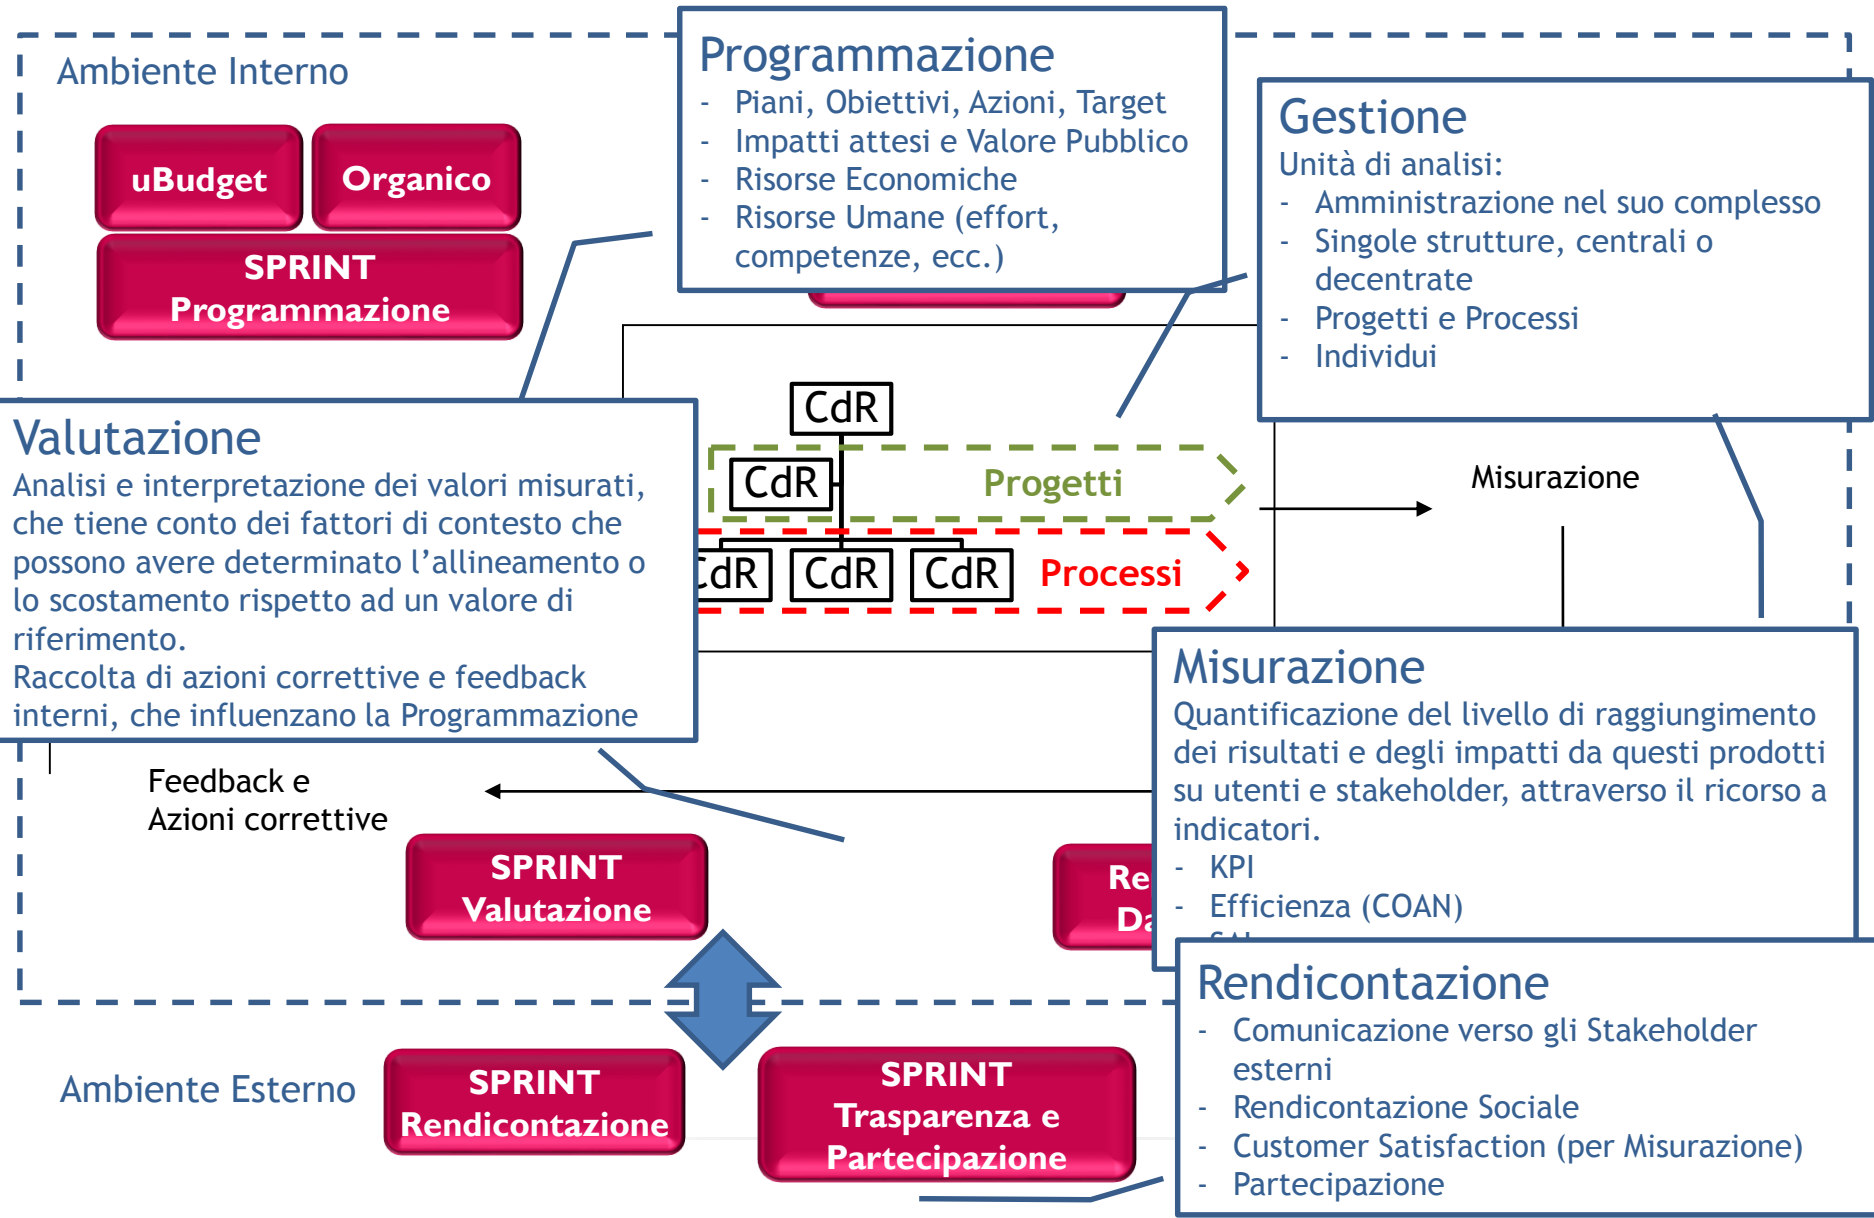 Ambiente Interno
uBudget
Organico
SPRINT
Programmazione
Programmazione
- Piani, Obiettivi, Azioni, Target
- Impatti attesi e Valore Pubblico
- Risorse Economiche
- Risorse Umane (effort,
competenze, ecc.)
Gestione
Unità di analisi:
- Amministrazione nel suo complesso
- Singole strutture, centrali o
decentrate
- Progetti e Processi
- Individui
Valutazione
Analisi e interpretazione dei valori misurati,
che tiene conto dei fattori di contesto che
possono avere determinato l’allineamento o
lo scostamento rispetto ad un valore di
riferimento.
Raccolta di azioni correttive e feedback
interni, che influenzano la Programmazione
CdR
CdR
Progetti
CdR
CdR
CdR
Processi
Misurazione
Misurazione
Quantificazione del livello di raggiungimento
dei risultati e degli impatti da questi prodotti
su utenti e stakeholder, attraverso il ricorso a
indicatori.
- KPI
- Efficienza (COAN)
Feedback e
Azioni correttive
SPRINT
Valutazione
Re
Da
Ambiente Esterno
SPRINT
Rendicontazione
SPRINT
Trasparenza e
Partecipazione
Rendicontazione
- Comunicazione verso gli Stakeholder
esterni
- Rendicontazione Sociale
- Customer Satisfaction (per Misurazione)
- Partecipazione